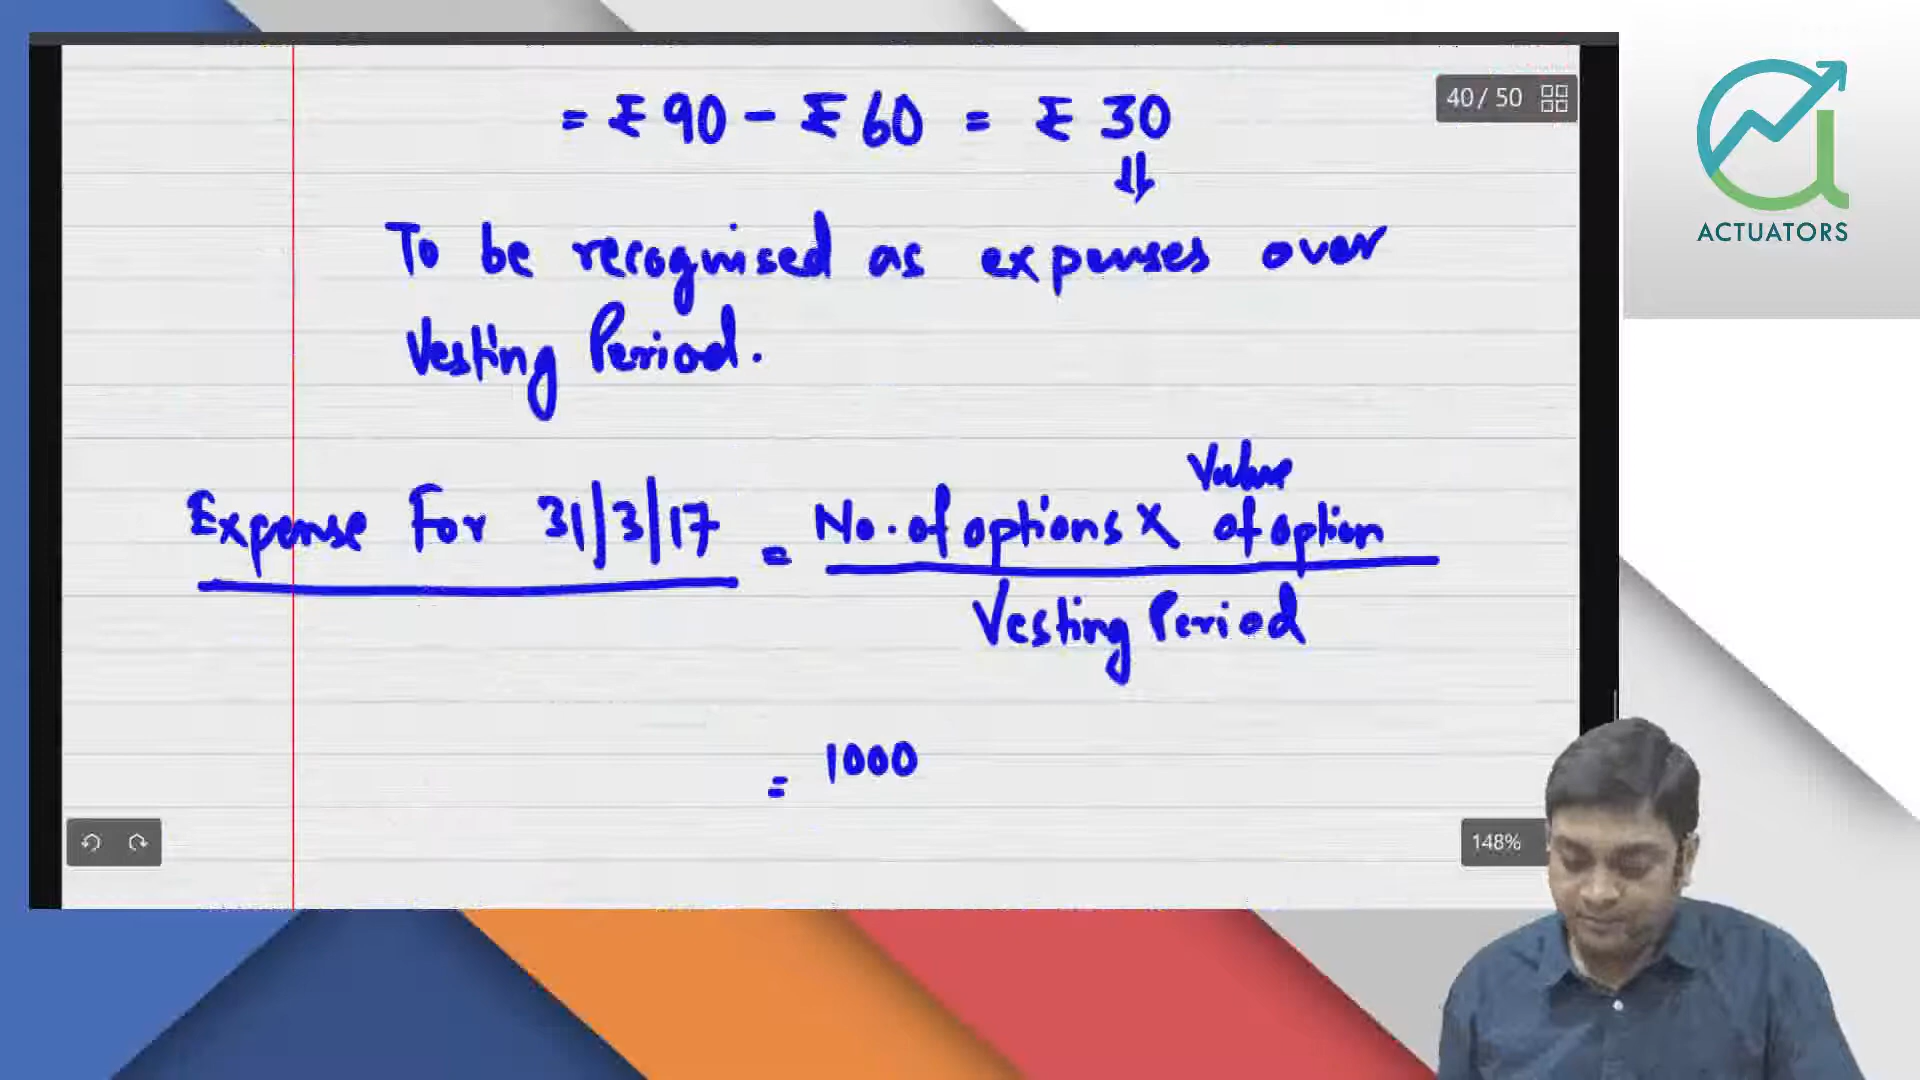 = ₹ 90 - ₹ 60 = ₹ 30
40 / 50
ACTUATORS
To be recognised as expenses over
Vesting Period.
Value
Expense For 31/3/17 = No. of options X of option
Vesting Period
= 1000
148%